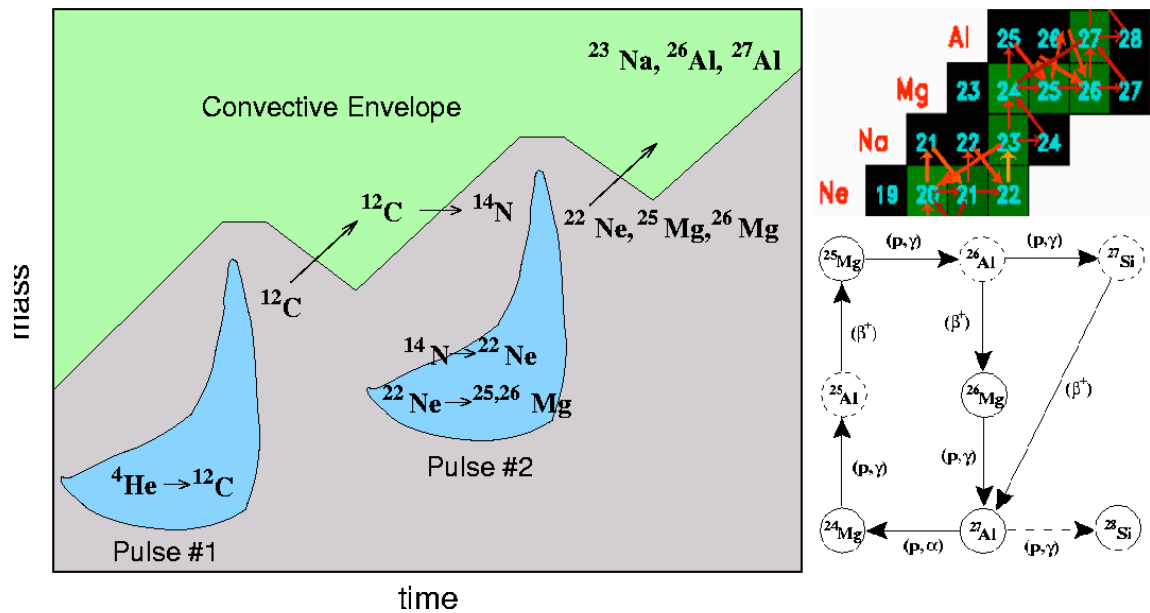 ²³Na, ²⁶Al, ²⁷Al
Convective Envelope
¹²C → ¹⁴N
²²Ne, ²⁵Mg, ²⁶Mg
¹²C
¹⁴N → ²²Ne
²²Ne → ²⁵,²⁶Mg
⁴He → ¹²C
Pulse #2
Pulse #1
mass
time
Al 25 26 27 28
Mg 23 24 25 26 27
Na 21 22 23 24
Ne 19 20 21 22
(p,γ) (p,γ)
²⁵Mg ²⁶Al ²⁷Si
(β⁺) (β⁺)
²⁵Al ²⁶Mg (β⁺)
(p,γ) (p,γ)
²⁴Mg ²⁷Al ²⁸Si
(p,α) (p,γ)